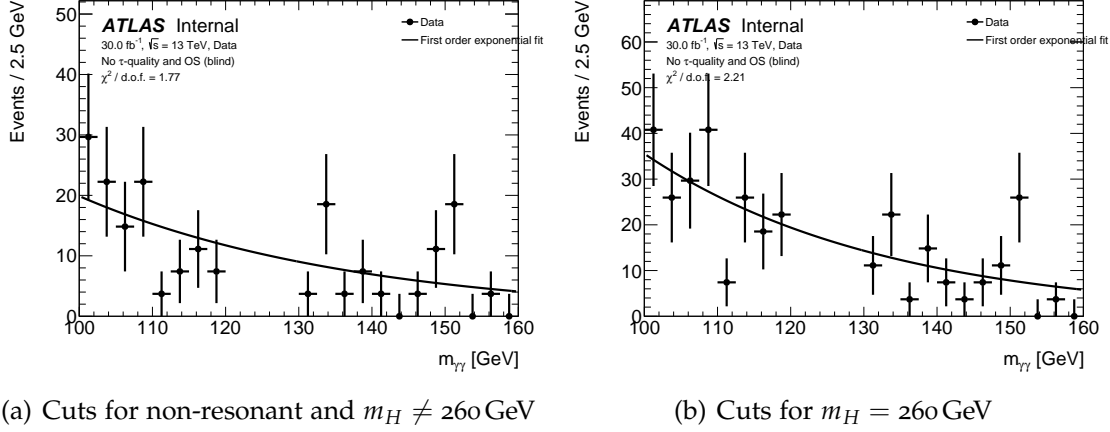 Events / 2.5 GeV
50
40
30
20
10
0
ATLAS Internal
30.0 fb⁻¹, √s = 13 TeV, Data
No τ-quality and OS (blind)
χ² / d.o.f. = 1.77
Data
First order exponential fit
100 110 120 130 140 150 160
m_γγ [GeV]
(a) Cuts for non-resonant and m_H ≠ 260 GeV
Events / 2.5 GeV
60
50
40
30
20
10
0
ATLAS Internal
30.0 fb⁻¹, √s = 13 TeV, Data
No τ-quality and OS (blind)
χ² / d.o.f. = 2.21
Data
First order exponential fit
100 110 120 130 140 150 160
m_γγ [GeV]
(b) Cuts for m_H = 260 GeV